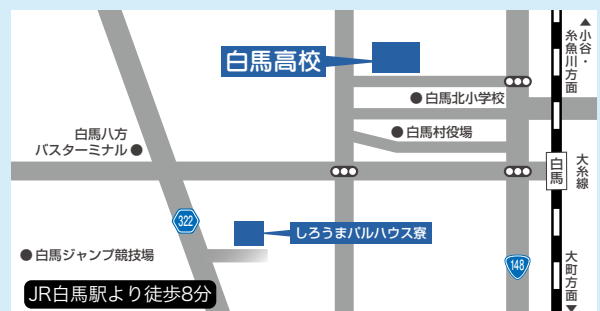 白馬高校
▲小谷・
糸魚川方面
白馬北小学校
白馬村役場
白馬八方
バスターミナル
白馬
大糸線
322
しろうまパルハウス寮
白馬ジャンプ競技場
148
大町方面▼
JR白馬駅より徒歩8分